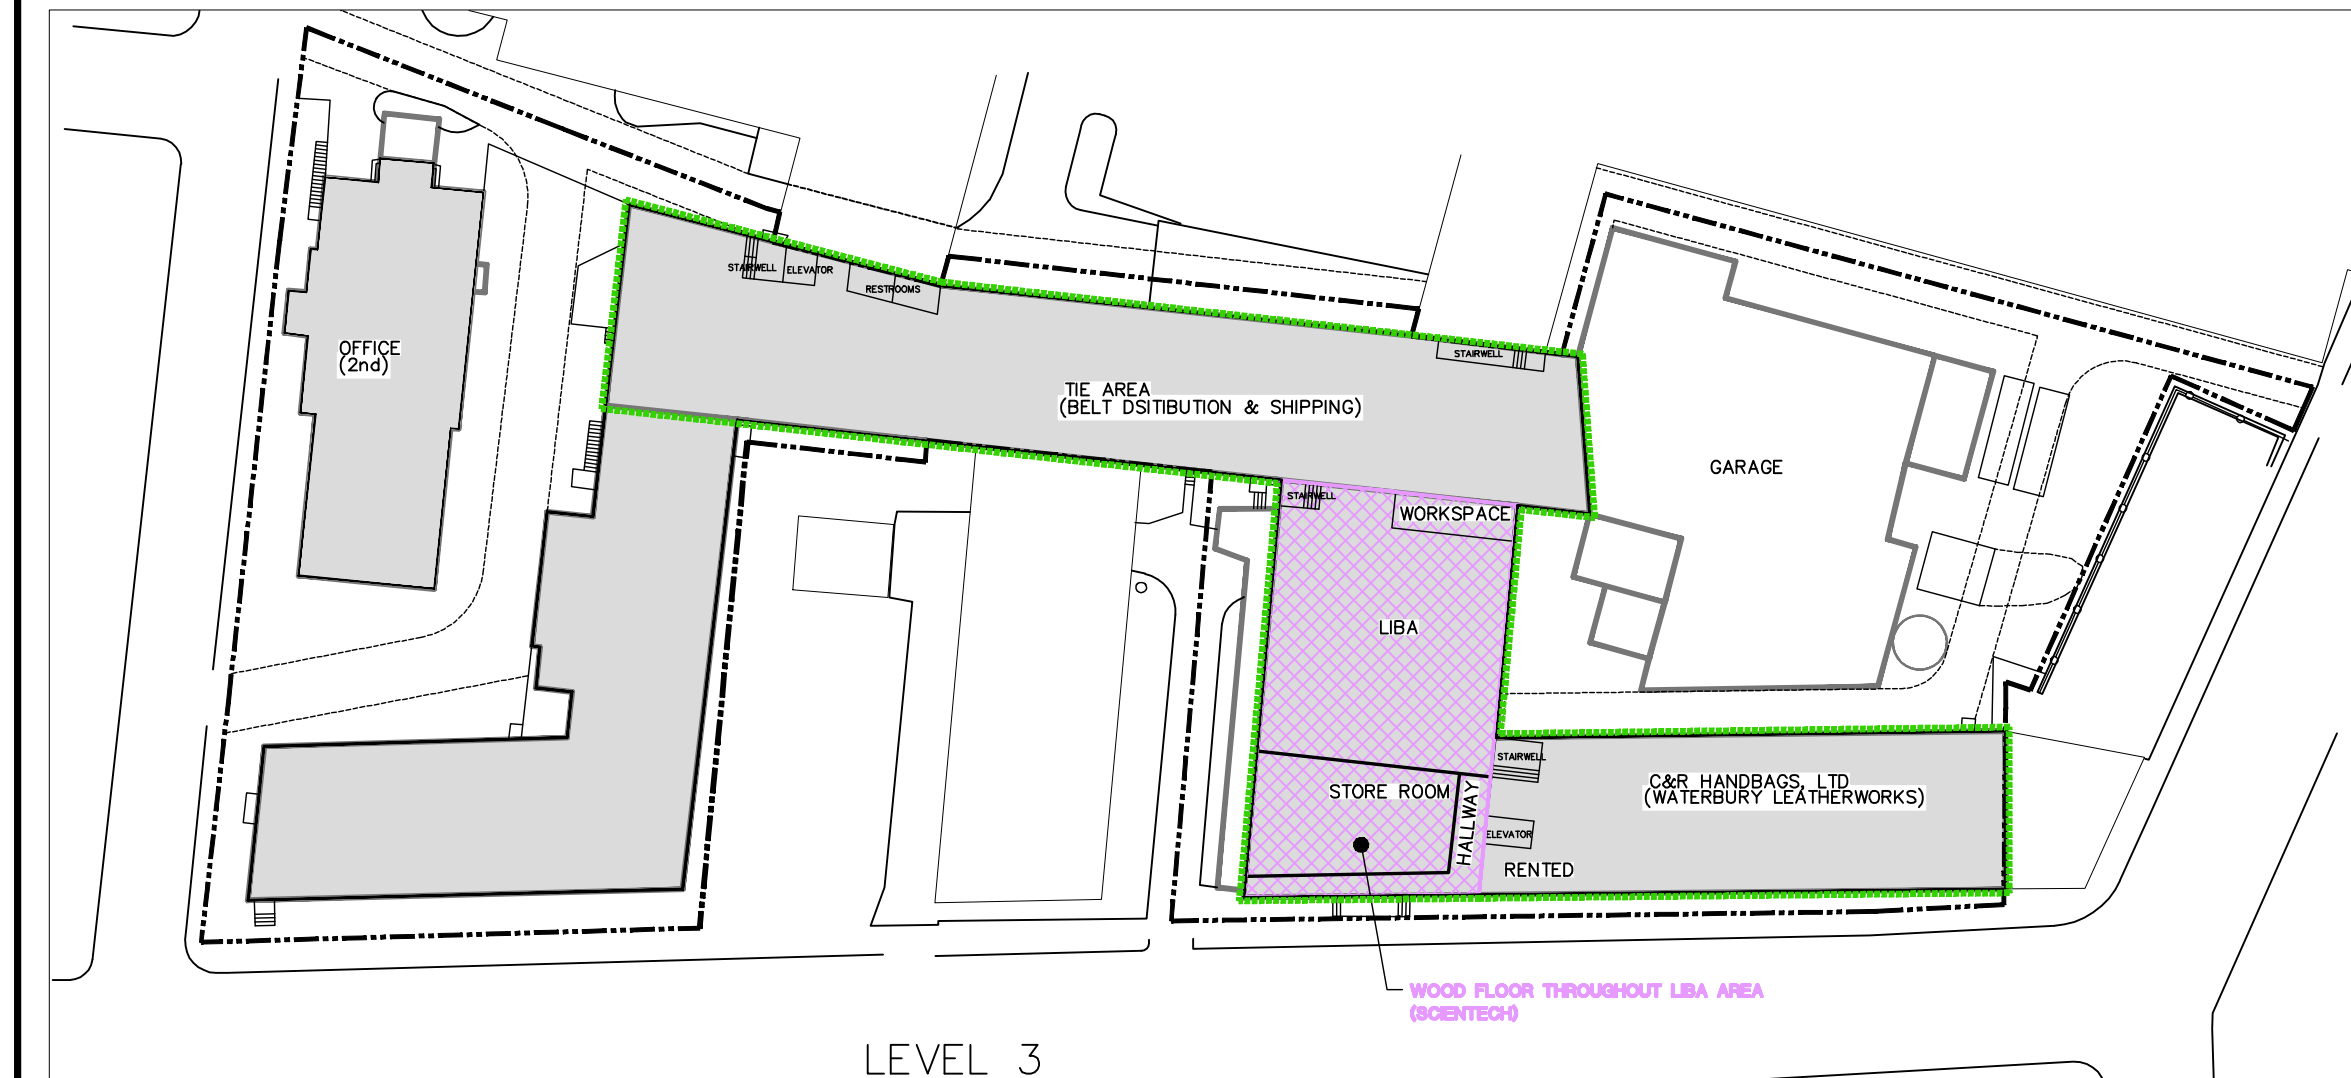 STAIRWELL
ELEVATOR
RESTROOMS
OFFICE
(2nd)
STAIRWELL
TIE AREA
(BELT DSITIBUTION & SHIPPING)
GARAGE
STAIRWELL
WORKSPACE
LIBA
STAIRWELL
STORE ROOM
HALLWAY
C&R HANDBAGS, LTD
(WATERBURY LEATHERWORKS)
ELEVATOR
RENTED
WOOD FLOOR THROUGHOUT LIBA AREA
(SCIENTECH)
LEVEL 3